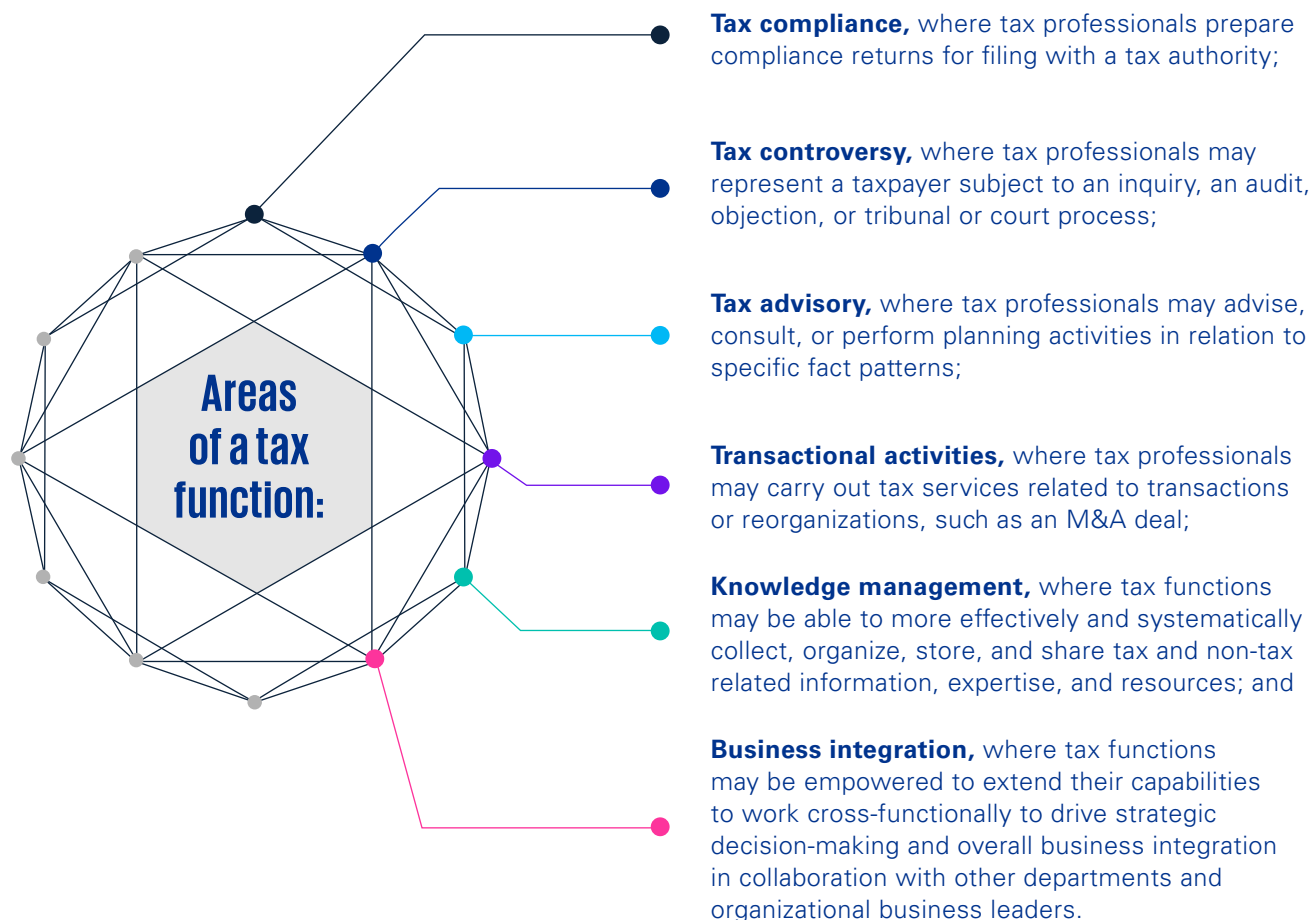 Areas
of a tax
function:
Tax compliance, where tax professionals prepare
compliance returns for filing with a tax authority;
Tax controversy, where tax professionals may
represent a taxpayer subject to an inquiry, an audit,
objection, or tribunal or court process;
Tax advisory, where tax professionals may advise,
consult, or perform planning activities in relation to
specific fact patterns;
Transactional activities, where tax professionals
may carry out tax services related to transactions
or reorganizations, such as an M&A deal;
Knowledge management, where tax functions
may be able to more effectively and systematically
collect, organize, store, and share tax and non-tax
related information, expertise, and resources; and
Business integration, where tax functions
may be empowered to extend their capabilities
to work cross-functionally to drive strategic
decision-making and overall business integration
in collaboration with other departments and
organizational business leaders.